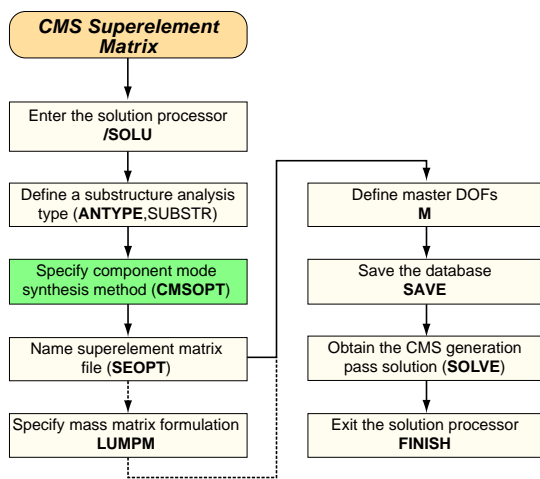 CMS Superelement
Matrix
Enter the solution processor
/SOLU
Define a substructure analysis
type (ANTYPE,SUBSTR)
Specify component mode
synthesis method (CMSOPT)
Name superelement matrix
file (SEOPT)
Specify mass matrix formulation
LUMPM
Define master DOFs
M
Save the database
SAVE
Obtain the CMS generation
pass solution (SOLVE)
Exit the solution processor
FINISH